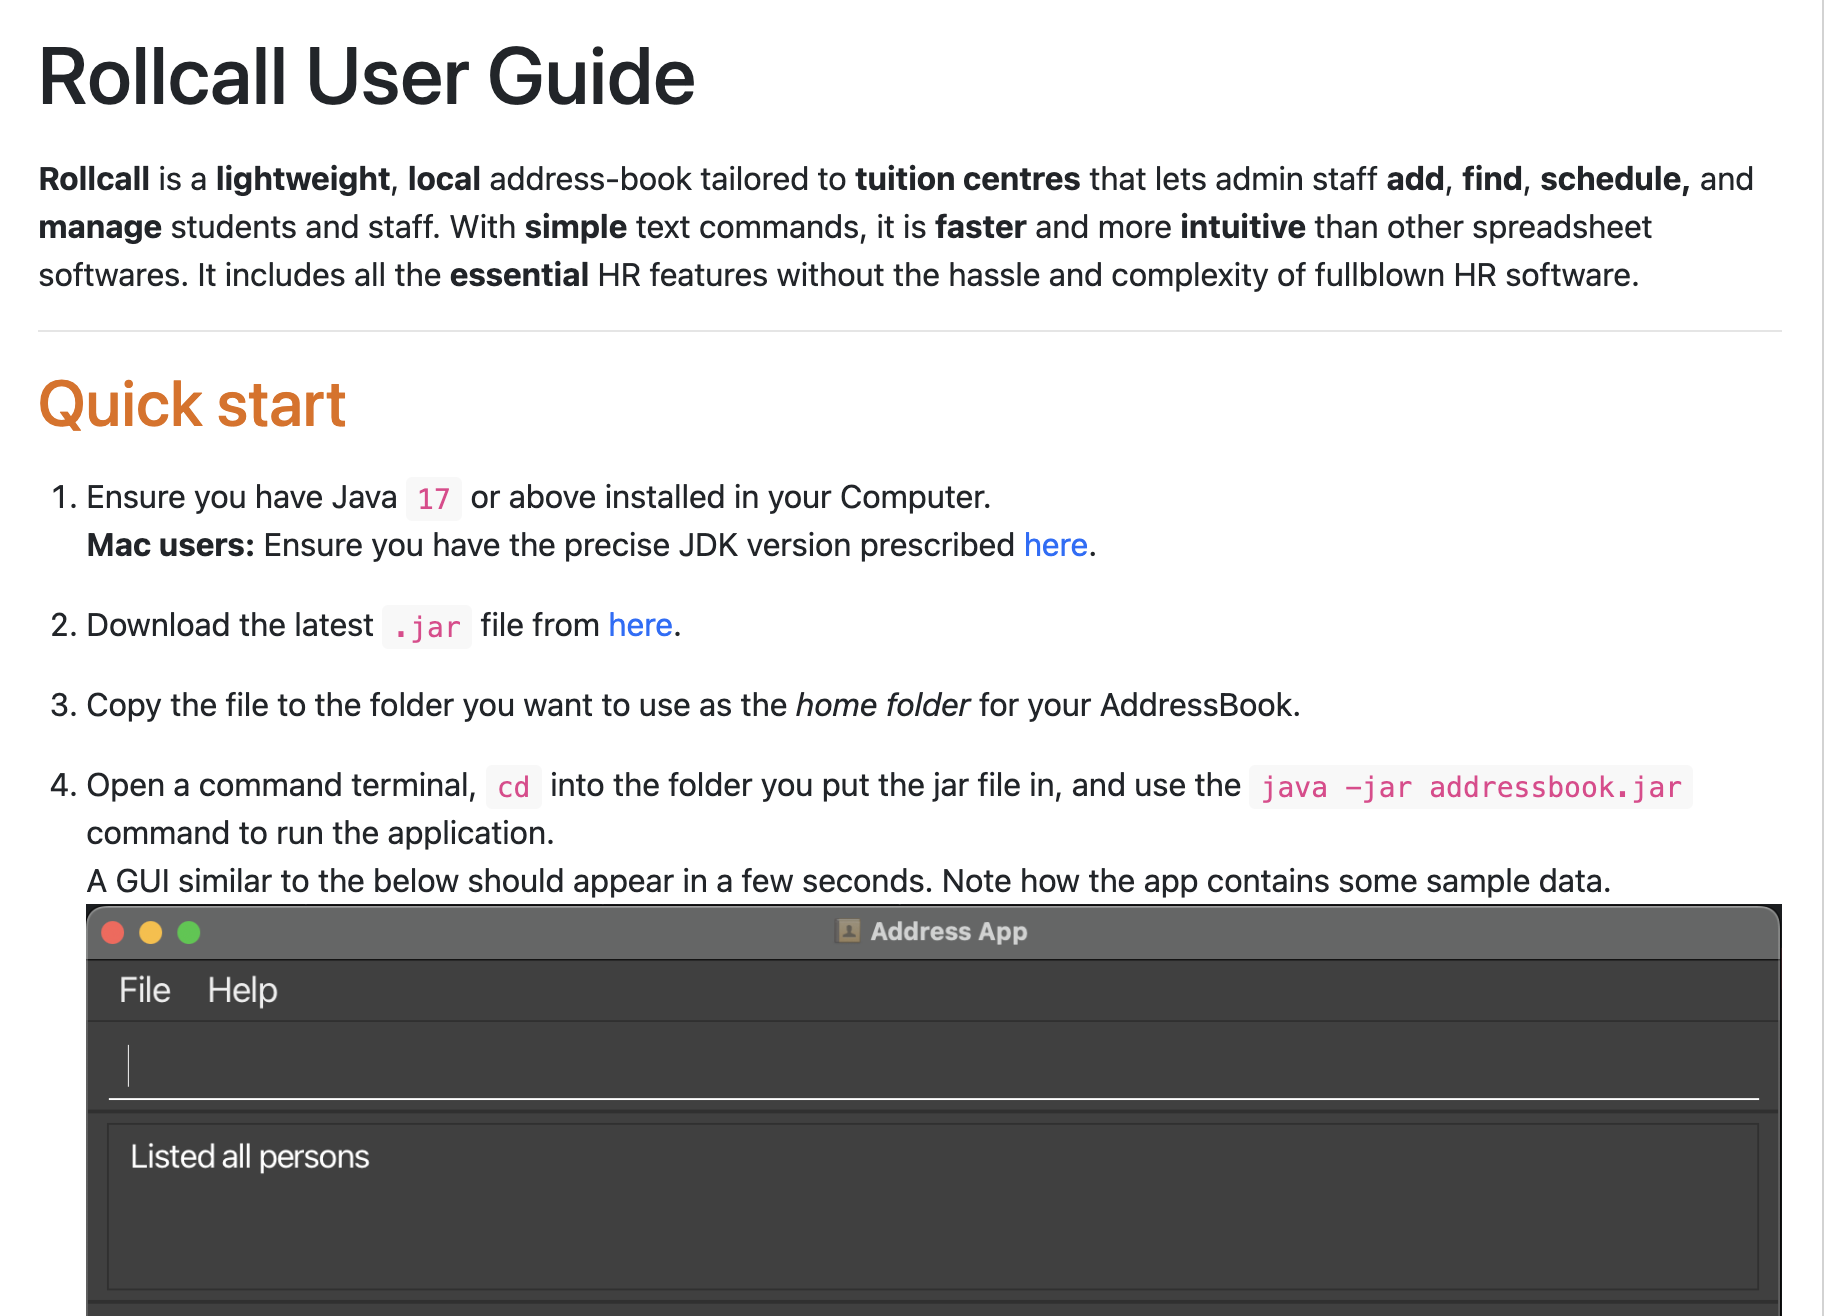 Rollcall User Guide
Rollcall is a lightweight, local address-book tailored to tuition centres that lets admin staff add, find, schedule, and
manage students and staff. With simple text commands, it is faster and more intuitive than other spreadsheet
softwares. It includes all the essential HR features without the hassle and complexity of fullblown HR software.
Quick start
1. Ensure you have Java 17 or above installed in your Computer.
Mac users: Ensure you have the precise JDK version prescribed here.
2. Download the latest .jar file from here.
3. Copy the file to the folder you want to use as the home folder for your AddressBook.
4. Open a command terminal, cd into the folder you put the jar file in, and use the java -jar addressbook.jar
command to run the application.
A GUI similar to the below should appear in a few seconds. Note how the app contains some sample data.
Address App
File Help
Listed all persons